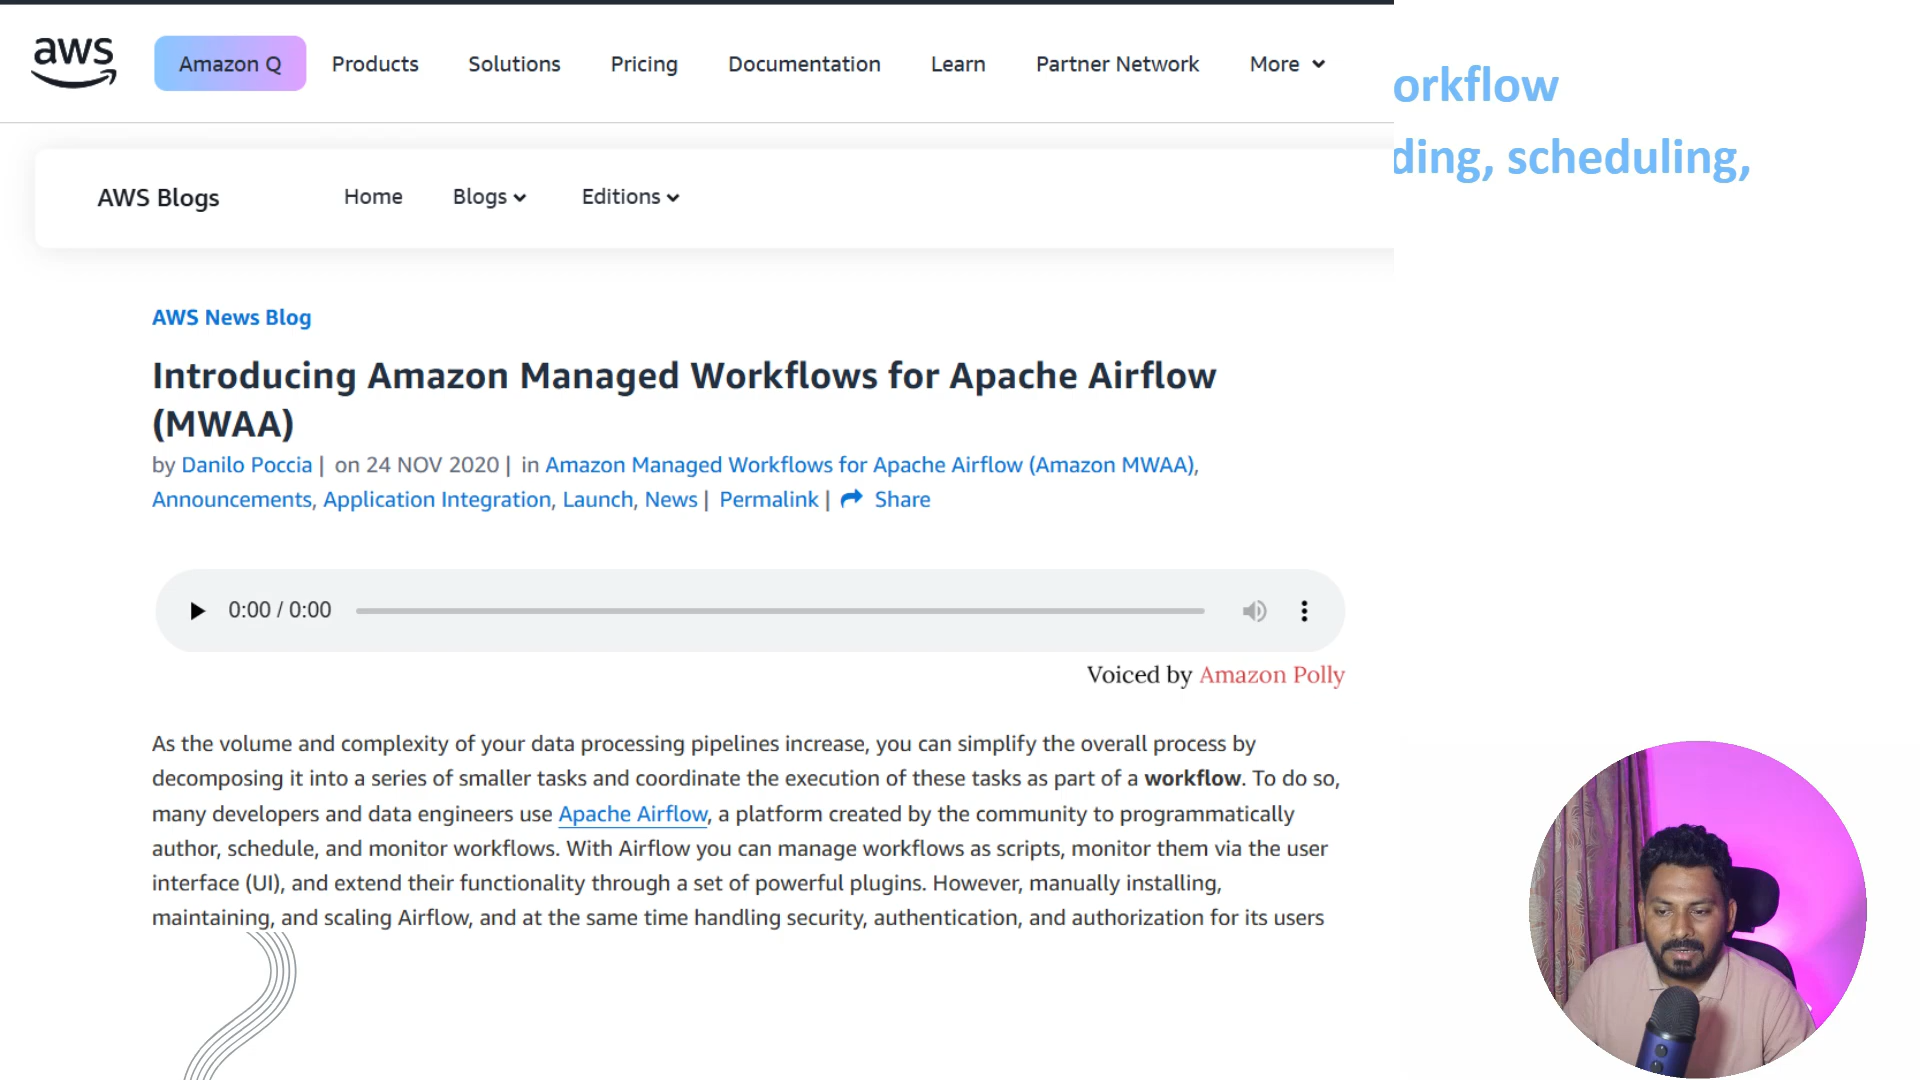 aws
Amazon Q
Products
Solutions
Pricing
Documentation
Learn
Partner Network
More
orkflow
ding, scheduling,
AWS Blogs
Home
Blogs
Editions
AWS News Blog
Introducing Amazon Managed Workflows for Apache Airflow
(MWAA)
by Danilo Poccia | on 24 NOV 2020 | in Amazon Managed Workflows for Apache Airflow (Amazon MWAA),
Announcements, Application Integration, Launch, News | Permalink | Share
0:00 / 0:00
Voiced by Amazon Polly
As the volume and complexity of your data processing pipelines increase, you can simplify the overall process by
decomposing it into a series of smaller tasks and coordinate the execution of these tasks as part of a workflow. To do so,
many developers and data engineers use Apache Airflow, a platform created by the community to programmatically
author, schedule, and monitor workflows. With Airflow you can manage workflows as scripts, monitor them via the user
interface (UI), and extend their functionality through a set of powerful plugins. However, manually installing,
maintaining, and scaling Airflow, and at the same time handling security, authentication, and authorization for its users